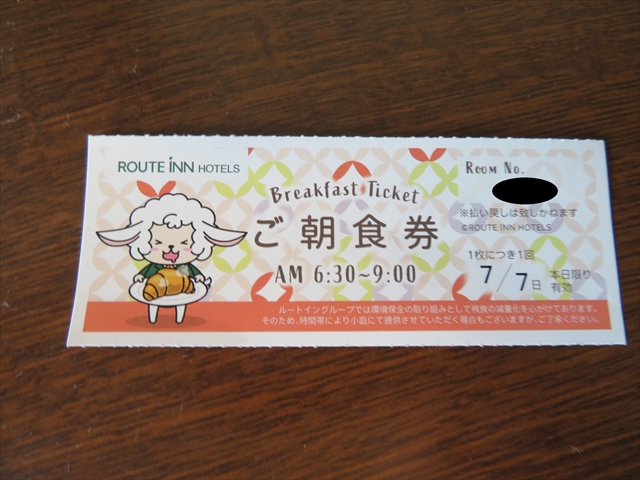 ROUTE INN HOTELS
Breakfast Ticket
ご朝食券
AM 6:30~9:00
ROOM NO.
※払い戻しは致しかねます
©ROUTE INN HOTELS
1枚につき1回
7/7日 本日限り有効
ルートイングループでは環境保全の取り組みとして残食の減量化を心がけております。
そのため、時間帯により小皿にて提供させていただく場合もございますが、ご了承ください。